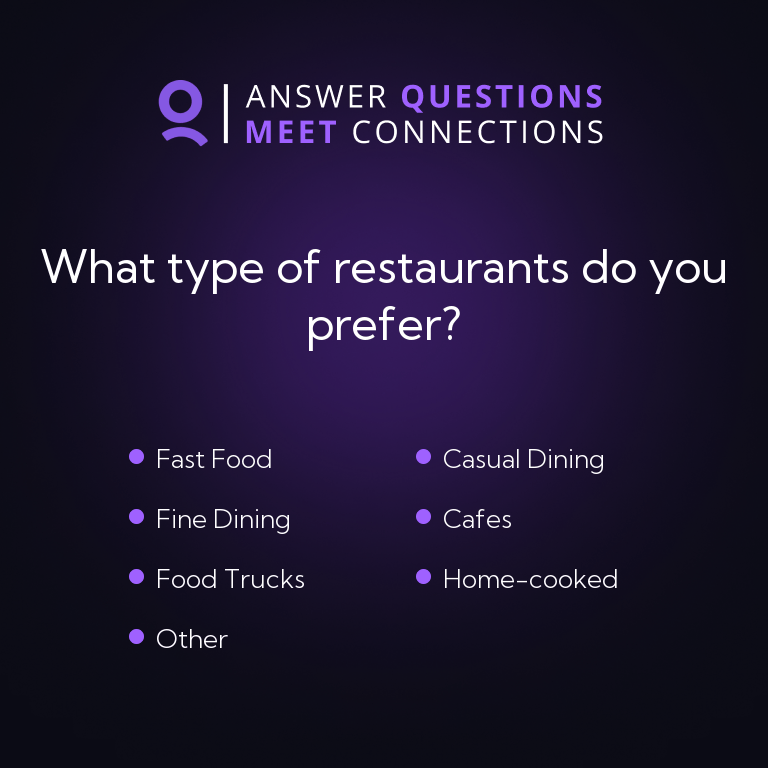 ANSWER QUESTIONS
MEET CONNECTIONS
What type of restaurants do you
prefer?
Fast Food
Casual Dining
Fine Dining
Cafes
Food Trucks
Home-cooked
Other